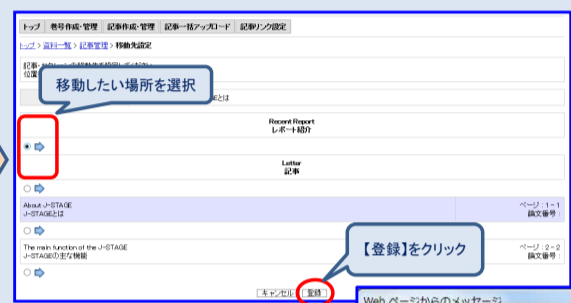 トップ 巻号作成・管理 記事作成・管理 記事一括アップロード 記事リンク設定
トップ > 資料一覧 > 記事管理 > 移動先設定
移動したい場所を選択
Recent Report
レポート紹介
Letter
記事
About J-STAGE
J-STAGEとは
ページ：1-1
論文番号：
The main function of the J-STAGE
J-STAGEの主な機能
ページ：2-2
論文番号：
【登録】をクリック
キャンセル 登録
Web ページからのメッセージ